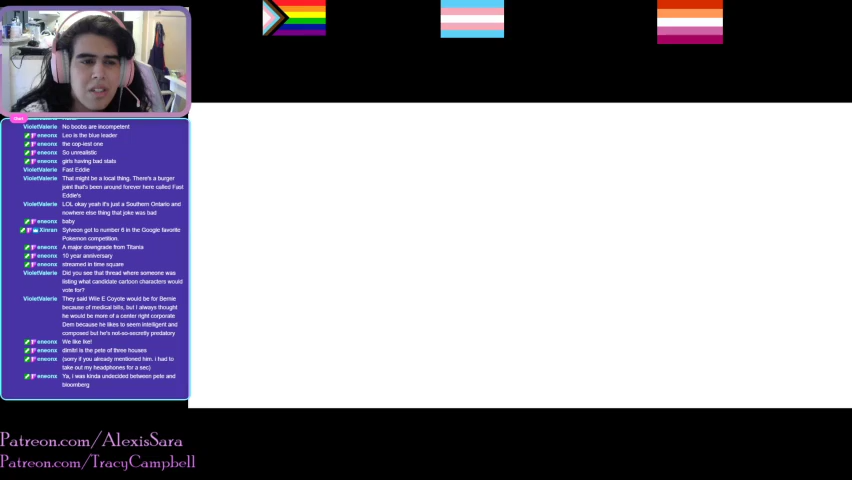 VioletValerie No boobs are incompetent
eneonx Leo is the blue leader
eneonx the cop-iest one
eneonx So unrealistic
eneonx girls having bad stats
VioletValerie Fast Eddie
VioletValerie That might be a local thing. There's a burger
joint that's been around forever here called Fast
Eddie's
VioletValerie LOL okay yeah it's just a Southern Ontario and
nowhere else thing that joke was bad
eneonx baby
Xinran Sylveon got to number 6 in the Google favorite
Pokemon competition.
eneonx A major downgrade from Titania
eneonx 10 year anniversary
eneonx streamed in time square
VioletValerie Did you see that thread where someone was
listing what candidate cartoon characters would
vote for?
VioletValerie They said Wile E Coyote would be for Bernie
because of medical bills, but I always thought
he would be more of a center right corporate
Dem because he likes to seem intelligent and
composed but he's not-so-secretly predatory
eneonx We like Ike!
eneonx dimitri is the pete of three houses
eneonx (sorry if you already mentioned him. i had to
take out my headphones for a sec)
eneonx Ya, i was kinda undecided between pete and
bloomberg
Patreon.com/AlexisSara
Patreon.com/TracyCampbell